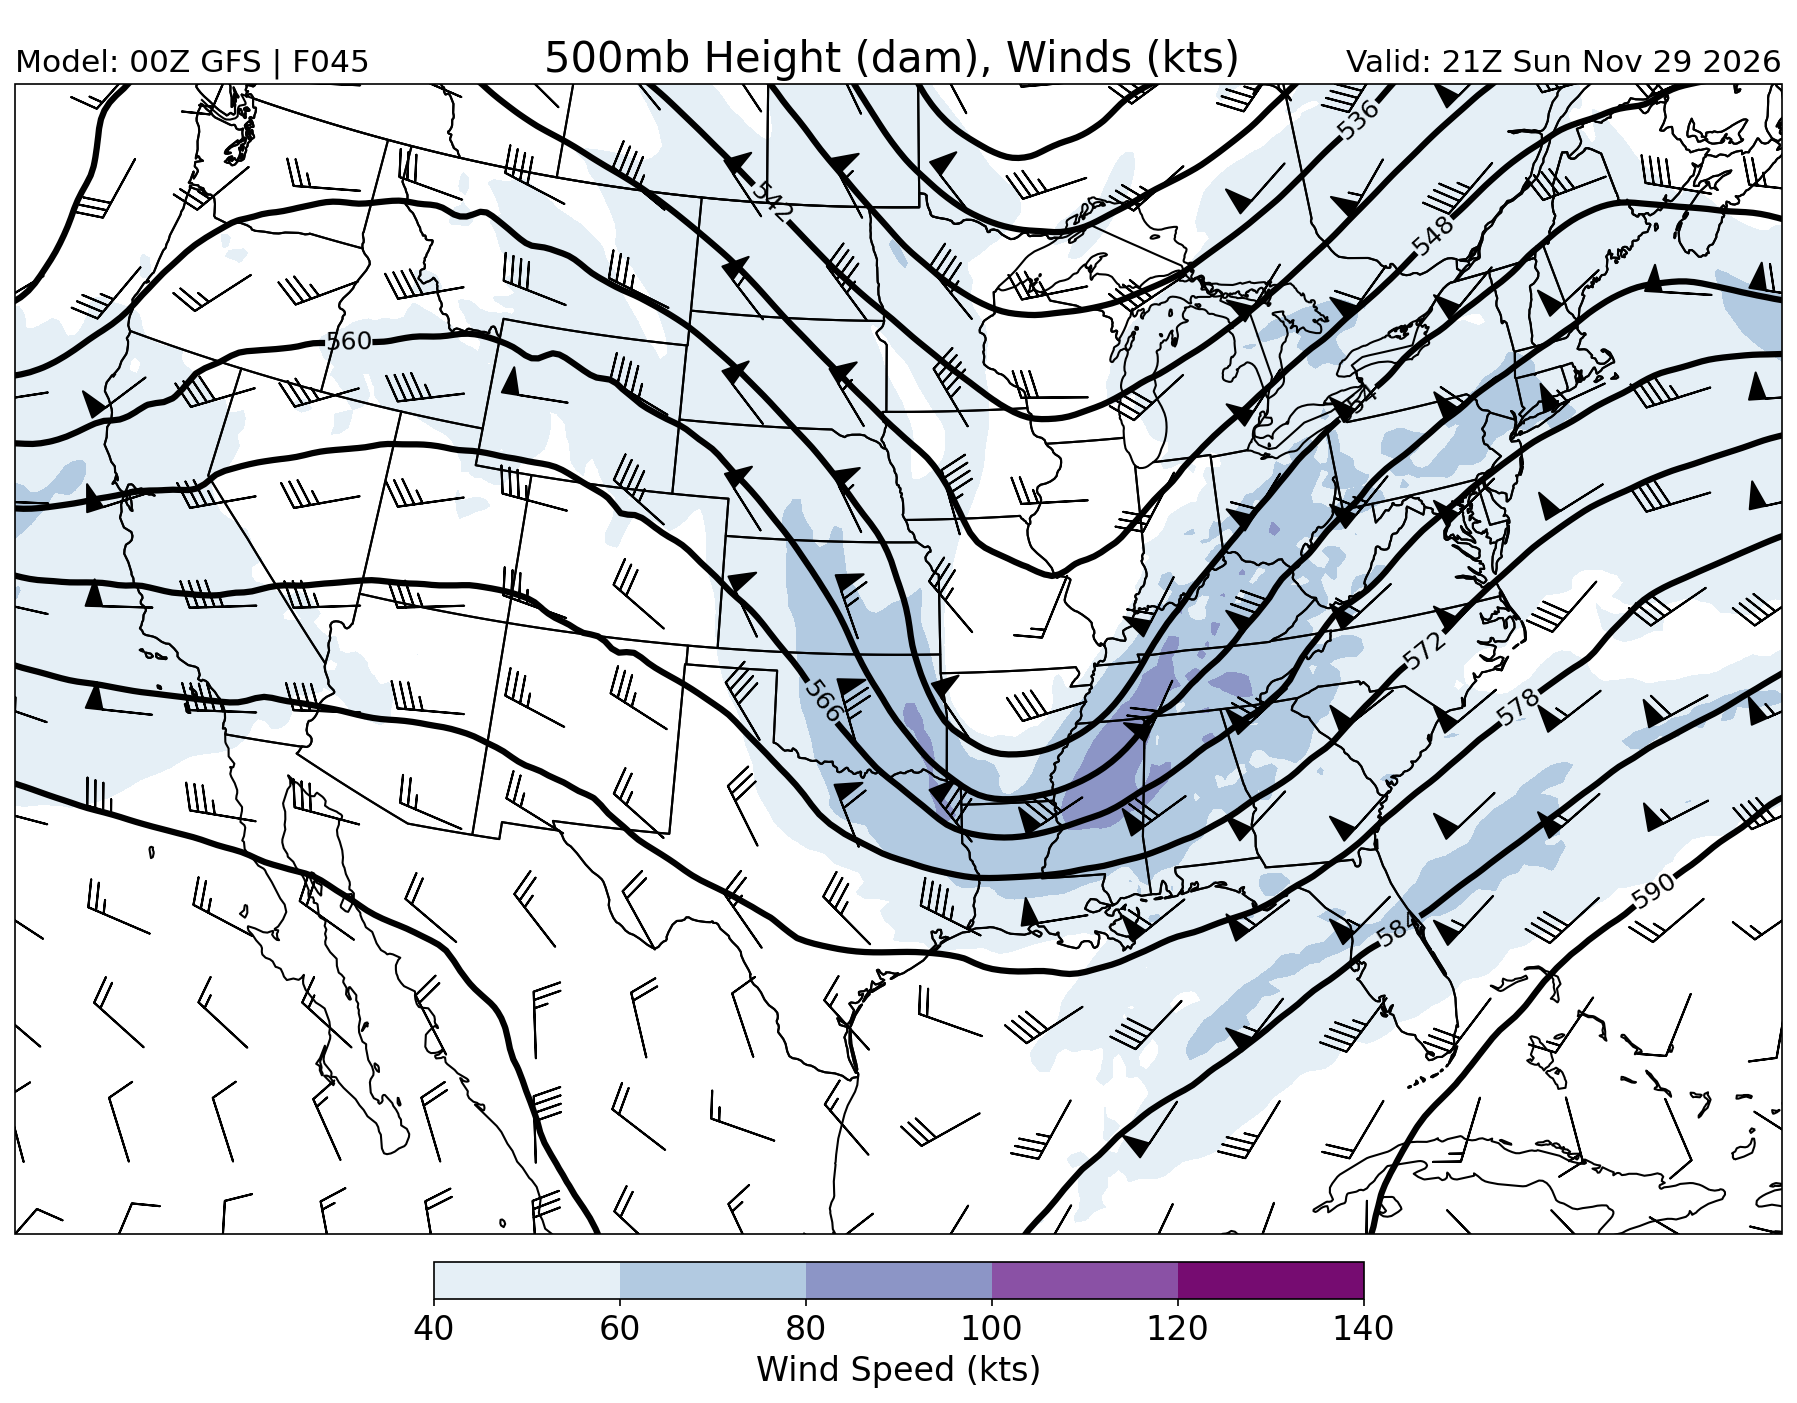 Model: 00Z GFS | F045
500mb Height (dam), Winds (kts)
Valid: 21Z Sun Nov 29 2026
536
542
548
560
572
566
578
590
584
40 60 80 100 120 140
Wind Speed (kts)